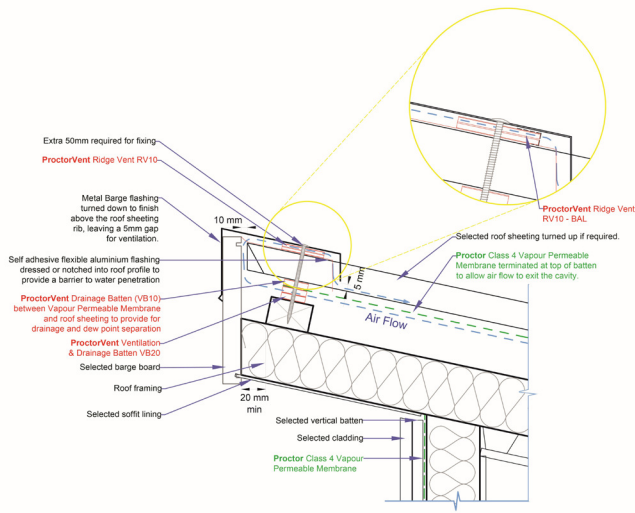 Extra 50mm required for fixing
ProctorVent Ridge Vent RV10
Metal Barge flashing
turned down to finish
above the roof sheeting
rib, leaving a 5mm gap
for ventilation.
10 mm
Self adhesive flexible aluminium flashing
dressed or notched into roof profile to
provide a barrier to water penetration
ProctorVent Drainage Batten (VB10)
between Vapour Permeable Membrane
and roof sheeting to provide for
drainage and dew point separation
ProctorVent Ventilation
& Drainage Batten VB20
Selected barge board
Roof framing
Selected soffit lining
20 mm
min
5 mm
Air Flow
ProctorVent Ridge Vent
RV10 - BAL
Selected roof sheeting turned up if required.
Proctor Class 4 Vapour Permeable
Membrane terminated at top of batten
to allow air flow to exit the cavity.
Selected vertical batten
Selected cladding
Proctor Class 4 Vapour
Permeable Membrane